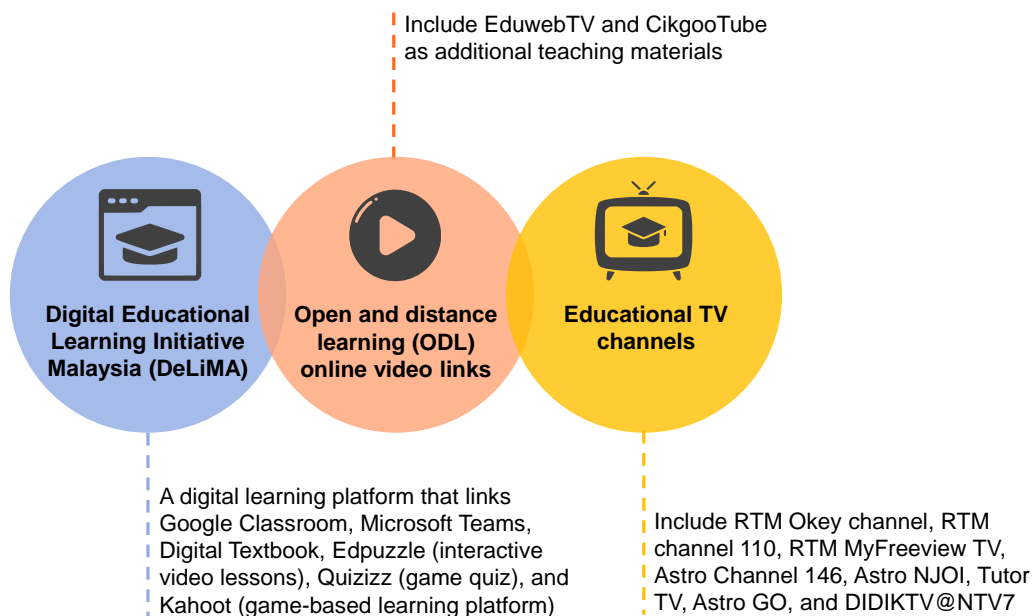 Include EduwebTV and CikgooTube
as additional teaching materials
Digital Educational
Learning Initiative
Malaysia (DeLiMA)
Open and distance
learning (ODL)
online video links
Educational TV
channels
A digital learning platform that links
Google Classroom, Microsoft Teams,
Digital Textbook, Edpuzzle (interactive
video lessons), Quizizz (game quiz), and
Kahoot (game-based learning platform)
Include RTM Okey channel, RTM
channel 110, RTM MyFreeview TV,
Astro Channel 146, Astro NJOI, Tutor
TV, Astro GO, and DIDIKTV@NTV7